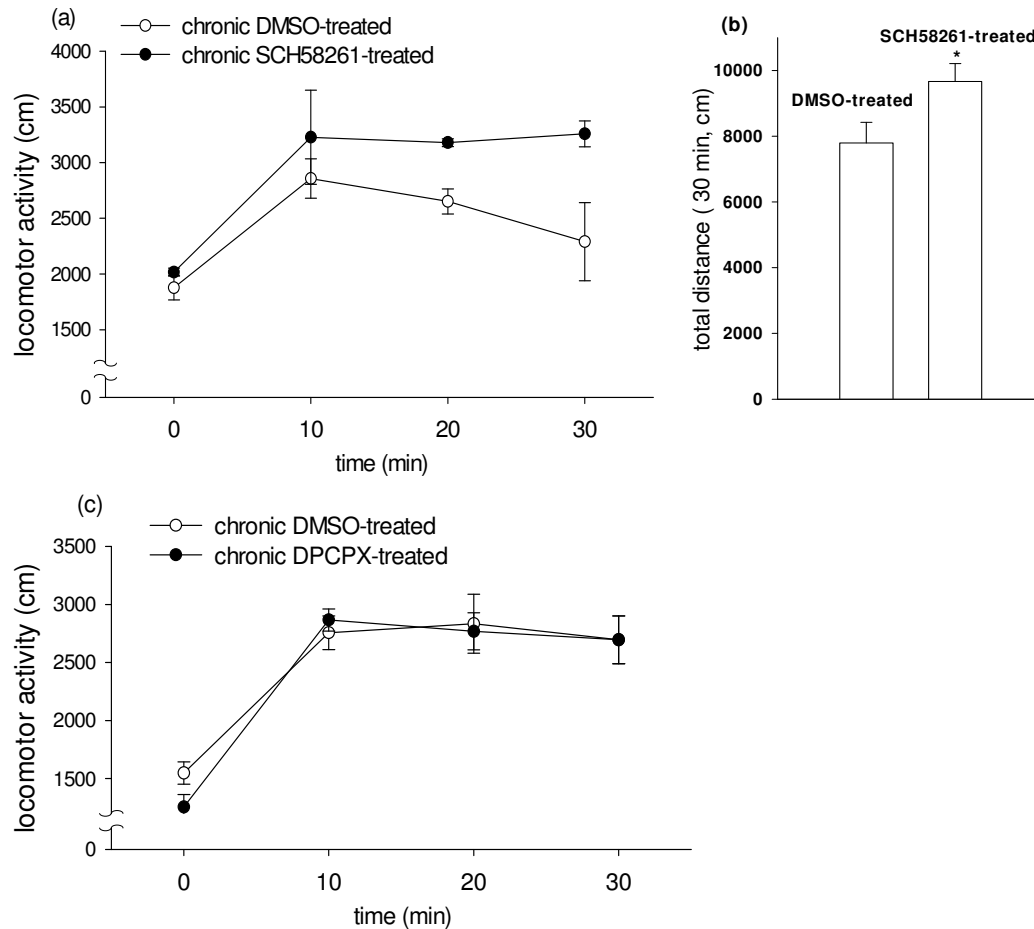 (a)
chronic DMSO-treated
chronic SCH58261-treated
4000
3500
3000
2500
2000
1500
0
locomotor activity (cm)
0 10 20 30
time (min)
(b)
SCH58261-treated
*
DMSO-treated
10000
8000
6000
4000
2000
0
total distance ( 30 min, cm)
(c)
chronic DMSO-treated
chronic DPCPX-treated
3500
3000
2500
2000
1500
0
locomotor activity (cm)
0 10 20 30
time (min)